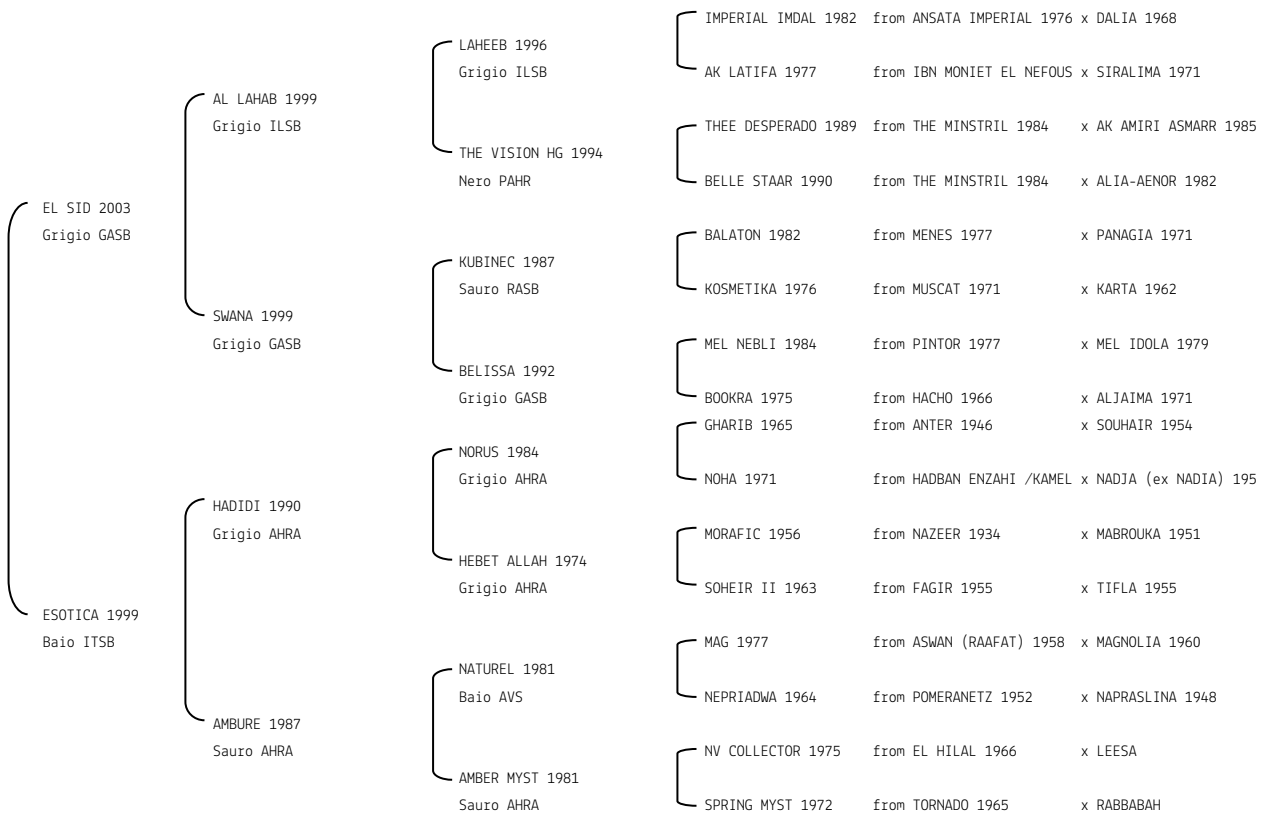 IMPERIAL IMDAL 1982 from ANSATA IMPERIAL 1976 x DALIA 1968
LAHEEB 1996
Grigio ILSB
AK LATIFA 1977 from IBN MONIET EL NEFOUS x SIRALIMA 1971
AL LAHAB 1999
Grigio ILSB
THEE DESPERADO 1989 from THE MINSTRIL 1984 x AK AMIRI ASMARR 1985
THE VISION HG 1994
Nero PAHR
BELLE STAAR 1990 from THE MINSTRIL 1984 x ALIA-AENOR 1982
EL SID 2003
Grigio GASB
BALATON 1982 from MENES 1977 x PANAGIA 1971
KUBINEC 1987
Sauro RASB
KOSMETIKA 1976 from MUSCAT 1971 x KARTA 1962
SWANA 1999
Grigio GASB
MEL NEBLI 1984 from PINTOR 1977 x MEL IDOLA 1979
BELISSA 1992
Grigio GASB
BOOKRA 1975 from HACHO 1966 x ALJAIMA 1971
GHARIB 1965 from ANTER 1946 x SOUHAIR 1954
NORUS 1984
Grigio AHRA
NOHA 1971 from HADBAN ENZAHI /KAMEL x NADJA (ex NADIA) 195
HADIDI 1990
Grigio AHRA
MORAFIC 1956 from NAZEER 1934 x MABROUKA 1951
HEBET ALLAH 1974
Grigio AHRA
SOHEIR II 1963 from FAGIR 1955 x TIFLA 1955
ESOTICA 1999
Baio ITSB
MAG 1977 from ASWAN (RAAFAT) 1958 x MAGNOLIA 1960
NATUREL 1981
Baio AVS
NEPRIADWA 1964 from POMERANETZ 1952 x NAPRASLINA 1948
AMBURE 1987
Sauro AHRA
NV COLLECTOR 1975 from EL HILAL 1966 x LEESA
AMBER MYST 1981
Sauro AHRA
SPRING MYST 1972 from TORNADO 1965 x RABBABAH